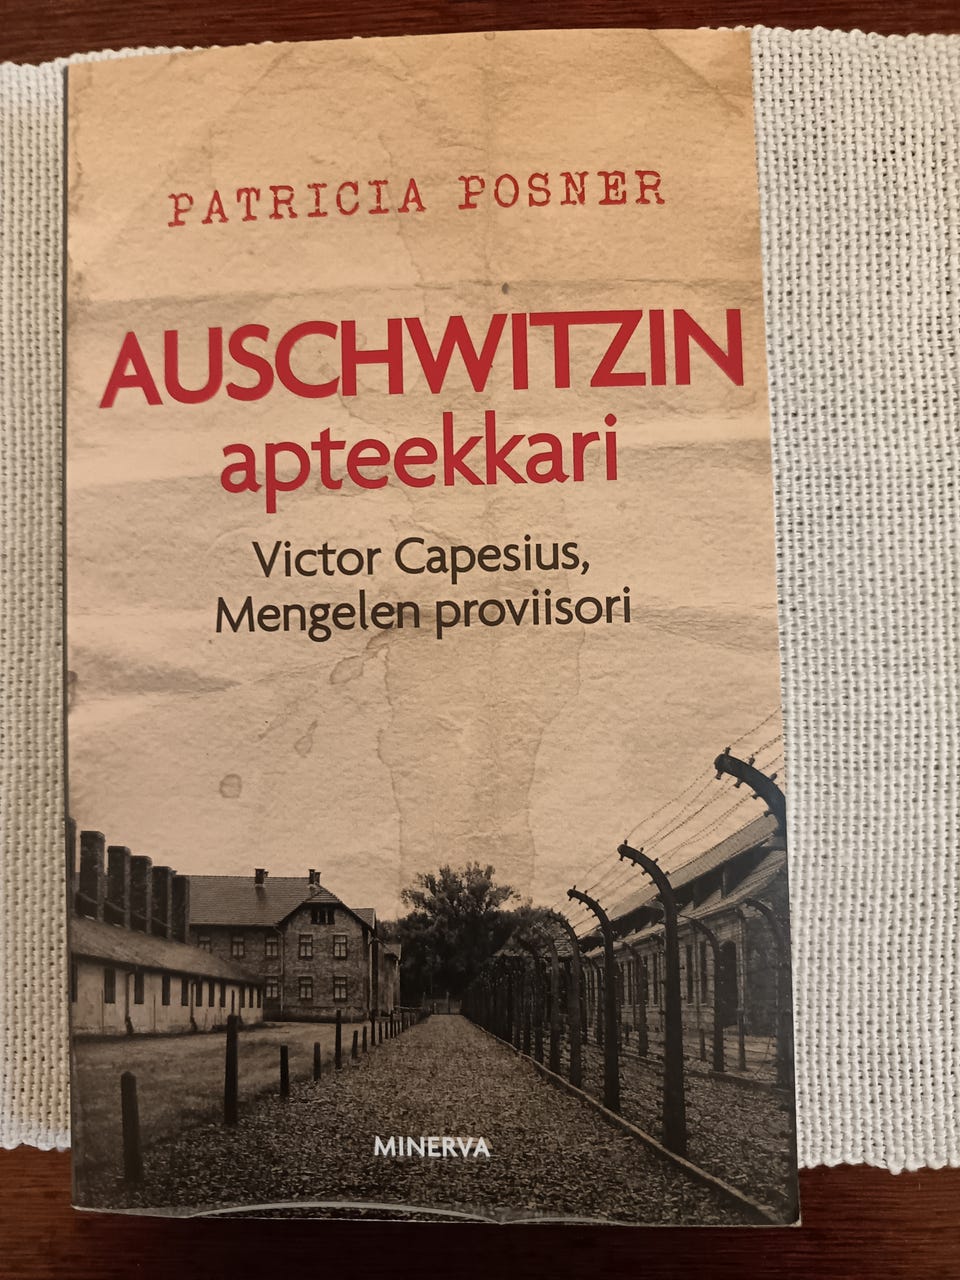 PATRICIA POSNER
AUSCHWITZIN
apteekkari
Victor Capesius,
Mengelen proviisori
MINERVA